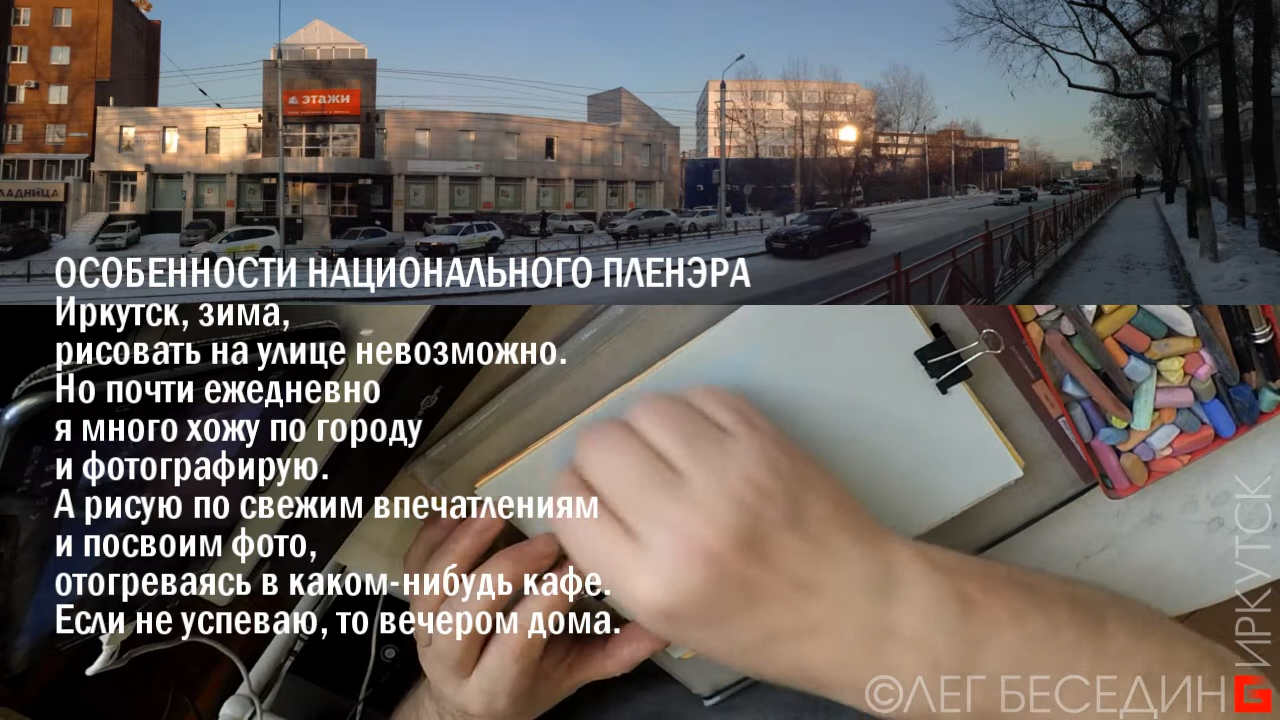 этажи
ЛАДНИЦА
ОСОБЕННОСТИ НАЦИОНАЛЬНОГО ПЛЕНЭРА
Иркутск, зима,
рисовать на улице невозможно.
Но почти ежедневно
я много хожу по городу
и фотографирую.
А рисую по свежим впечатлениям
и посвоим фото,
отогреваясь в каком-нибудь кафе.
Если не успеваю, то вечером дома.
©ЛЕГ БЕСЕДИН
ИРКУТСК